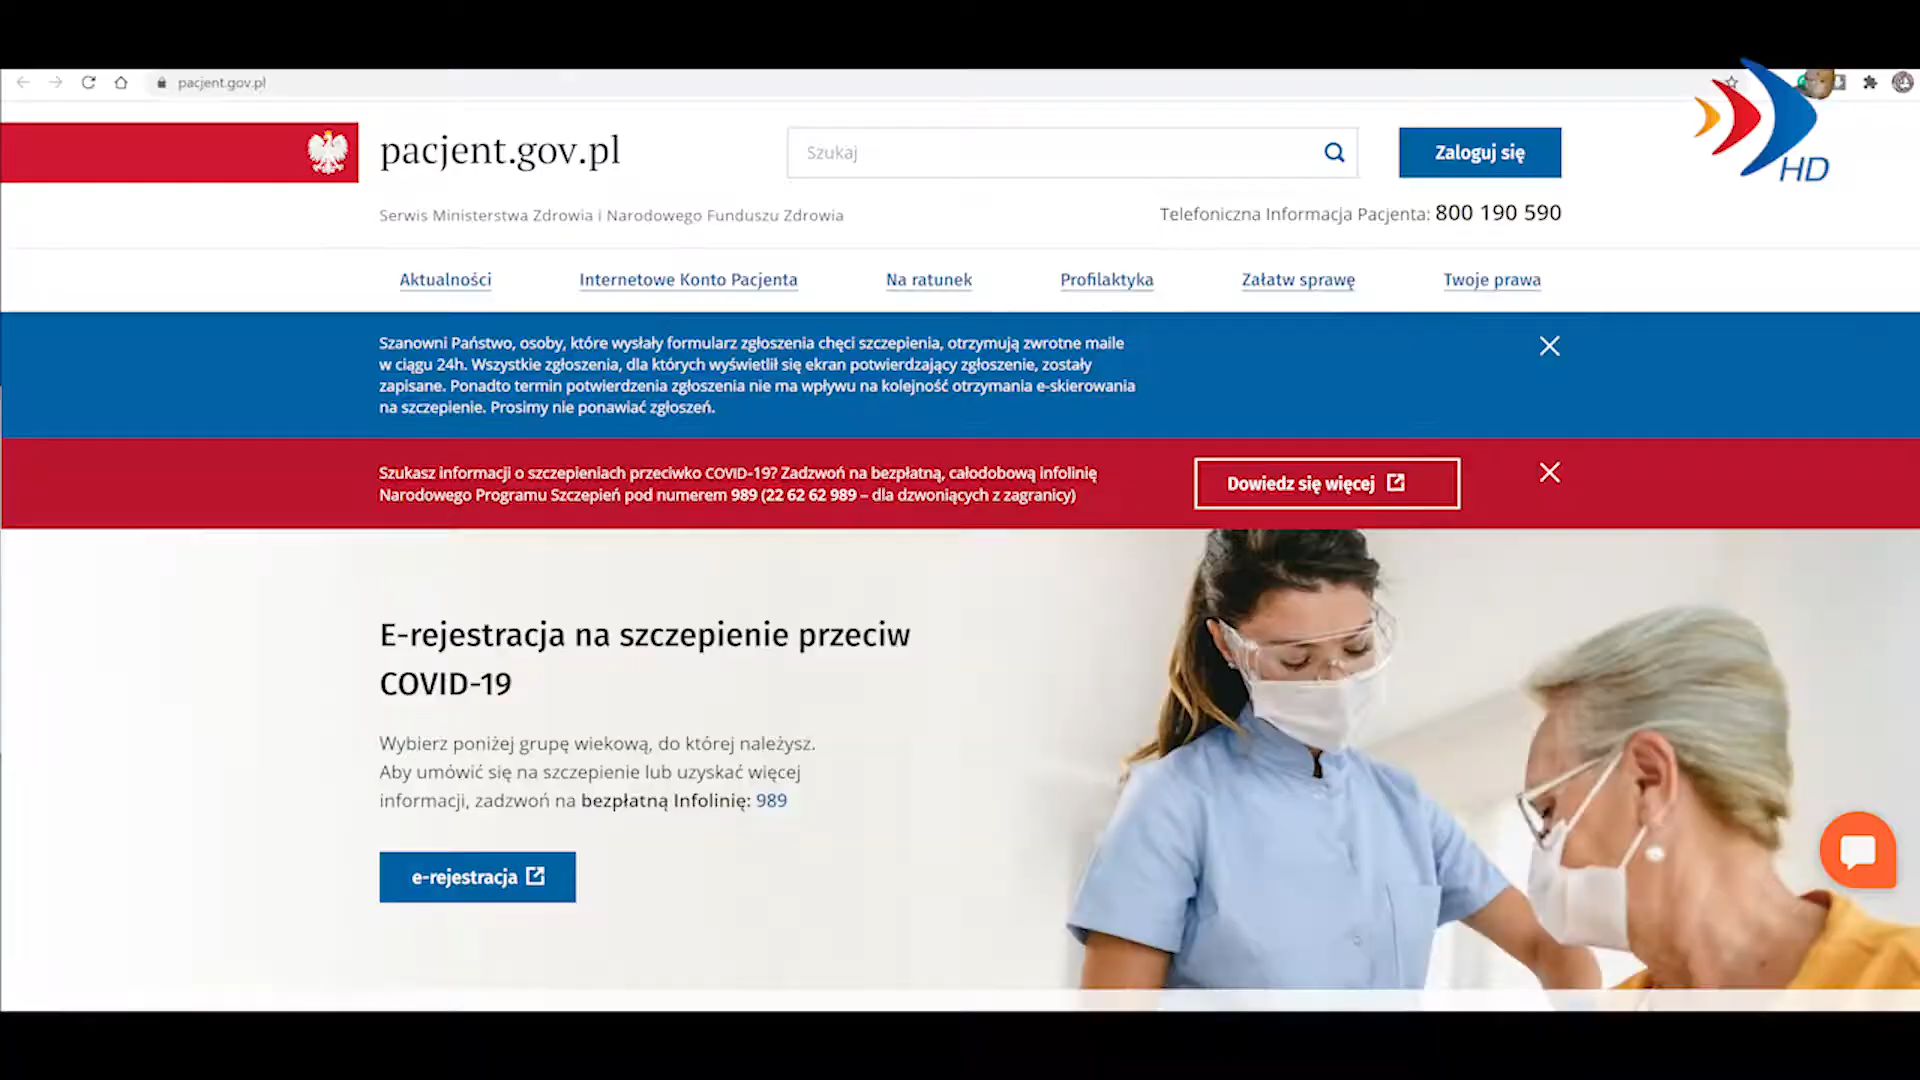 pacjent.gov.pl
pacjent.gov.pl
Szukaj
Zaloguj się
HD
Serwis Ministerstwa Zdrowia i Narodowego Funduszu Zdrowia
Telefoniczna Informacja Pacjenta: 800 190 590
Aktualności
Internetowe Konto Pacjenta
Na ratunek
Profilaktyka
Załatw sprawę
Twoje prawa
Szanowni Państwo, osoby, które wysłały formularz zgłoszenia chęci szczepienia, otrzymują zwrotne maile
w ciągu 24h. Wszystkie zgłoszenia, dla których wyświetlił się ekran potwierdzający zgłoszenie, zostały
zapisane. Ponadto termin potwierdzenia zgłoszenia nie ma wpływu na kolejność otrzymania e-skierowania
na szczepienie. Prosimy nie ponawiać zgłoszeń.
Szukasz informacji o szczepieniach przeciwko COVID-19? Zadzwoń na bezpłatną, całodobową infolinię
Narodowego Programu Szczepień pod numerem 989 (22 62 62 989 – dla dzwoniących z zagranicy)
Dowiedz się więcej
E-rejestracja na szczepienie przeciw
COVID-19
Wybierz poniżej grupę wiekową, do której należysz.
Aby umówić się na szczepienie lub uzyskać więcej
informacji, zadzwoń na bezpłatną Infolinię: 989
e-rejestracja